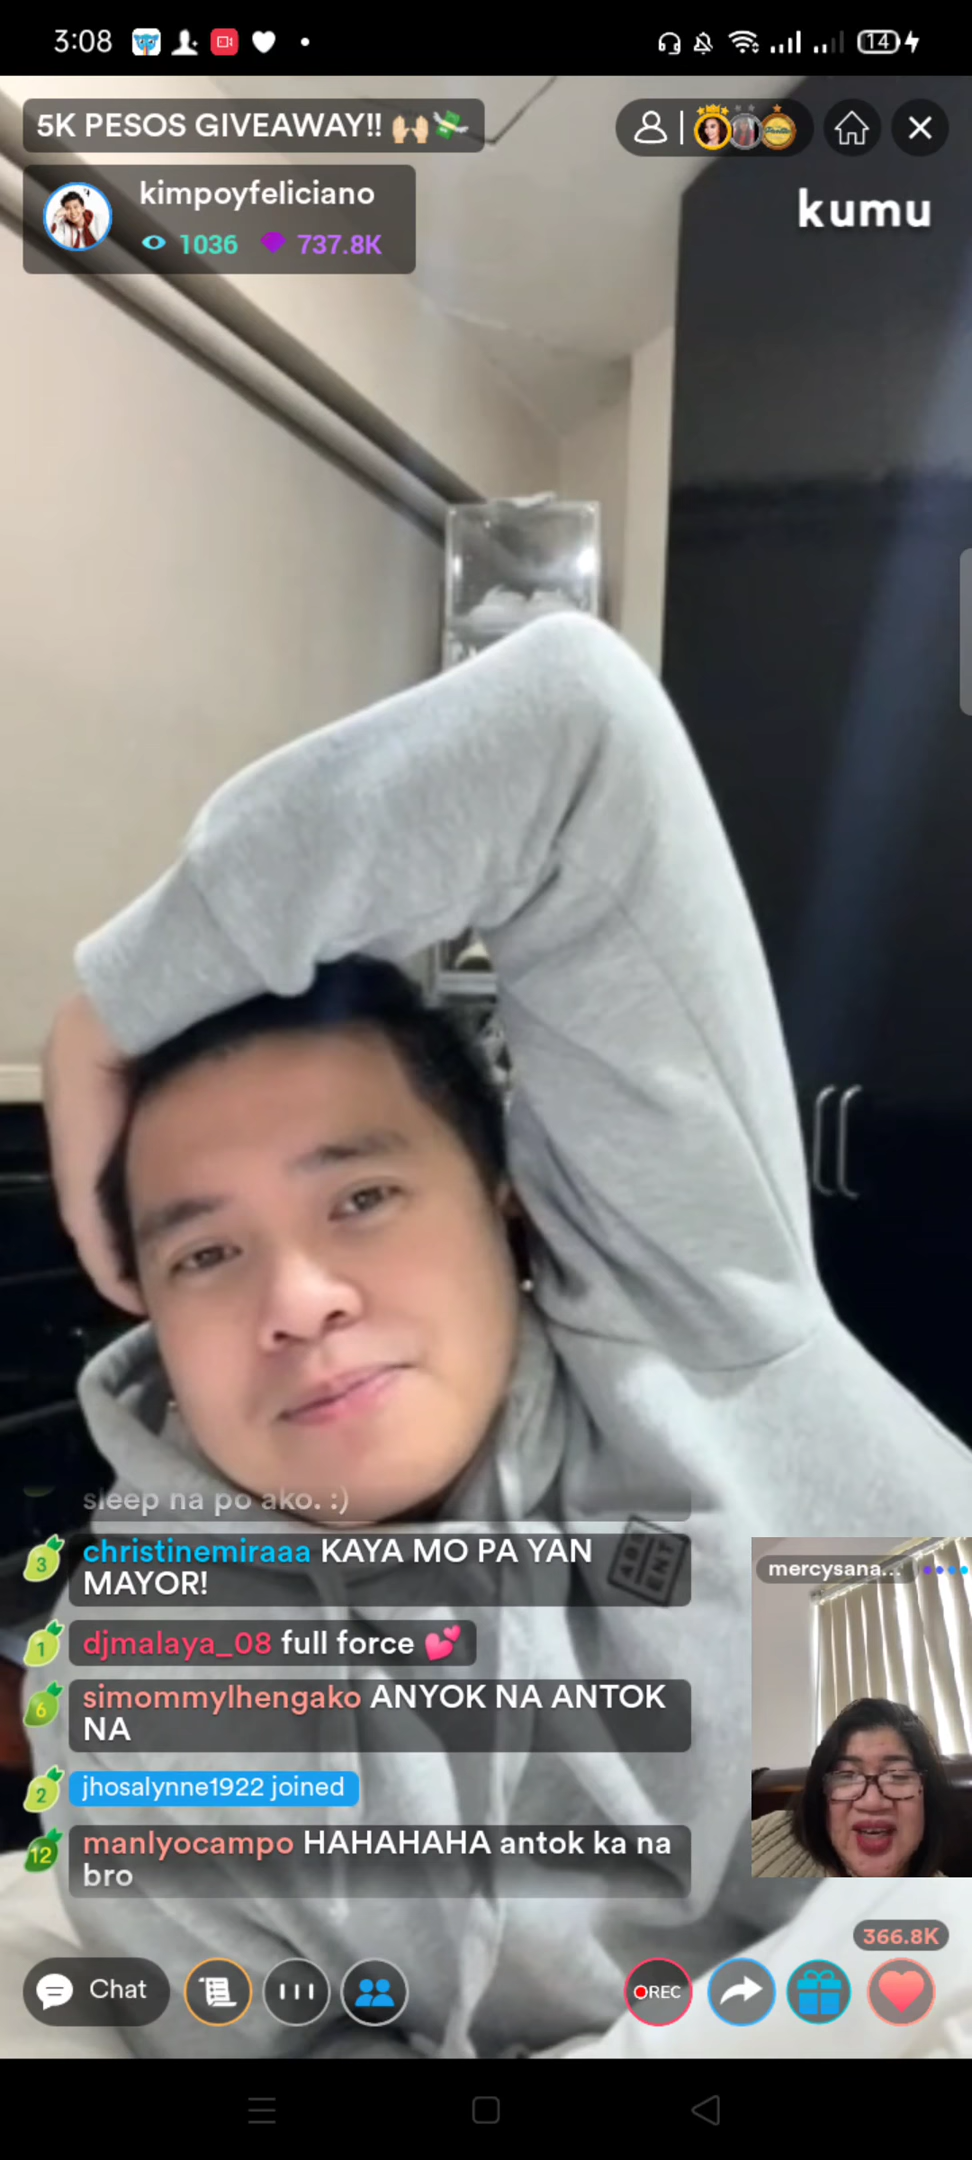 3:08
14
5K PESOS GIVEAWAY!! 🙌🏼💸
kimpoyfeliciano
1036 737.8K
kumu
sleep na po ako. :)
3 christinemiraaa KAYA MO PA YAN
MAYOR!
1 djmalaya_08 full force 💕
6 simommylhengako ANYOK NA ANTOK
NA
2 jhosalynne1922 joined
12 manlyocampo HAHAHAHA antok ka na
bro
mercysana...
366.8K
Chat
REC